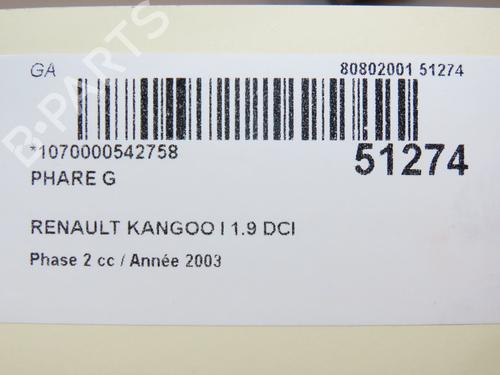 GA
80802001 51274
*1070000542758
51274
PHARE G
RENAULT KANGOO I 1.9 DCI
Phase 2 cc / Année 2003
B-PARTS